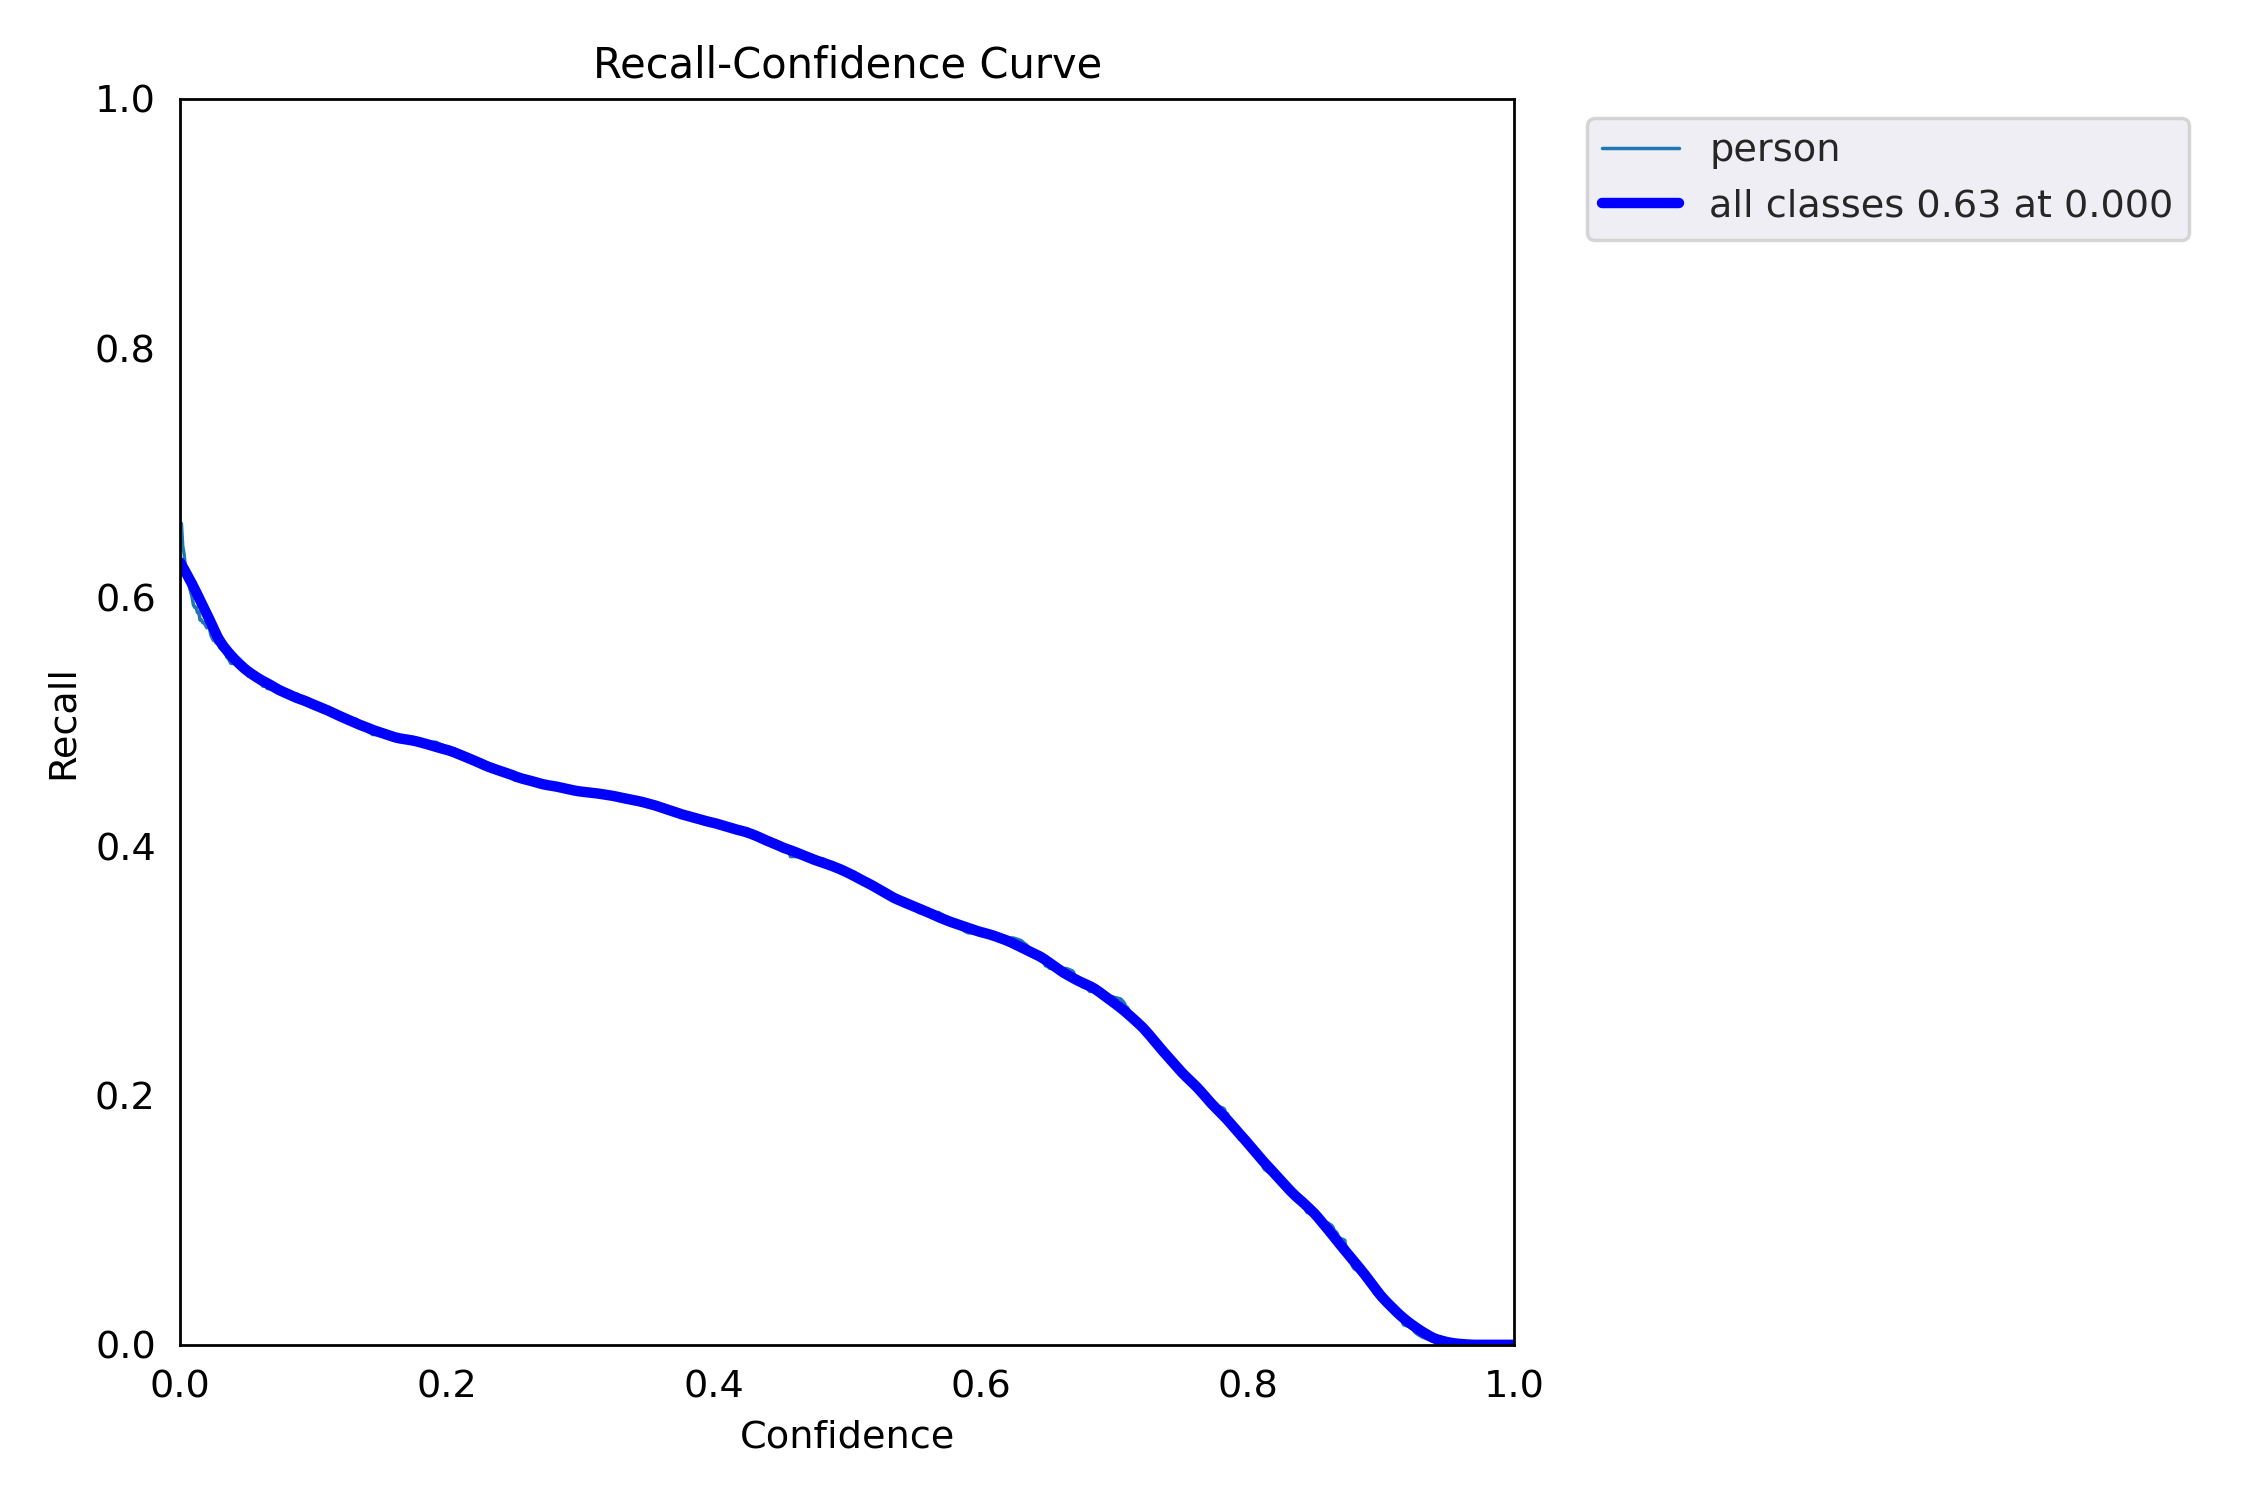 Recall-Confidence Curve
1.0
0.8
0.6
0.4
0.2
0.0
Recall
0.0 0.2 0.4 0.6 0.8 1.0
Confidence
person
all classes 0.63 at 0.000